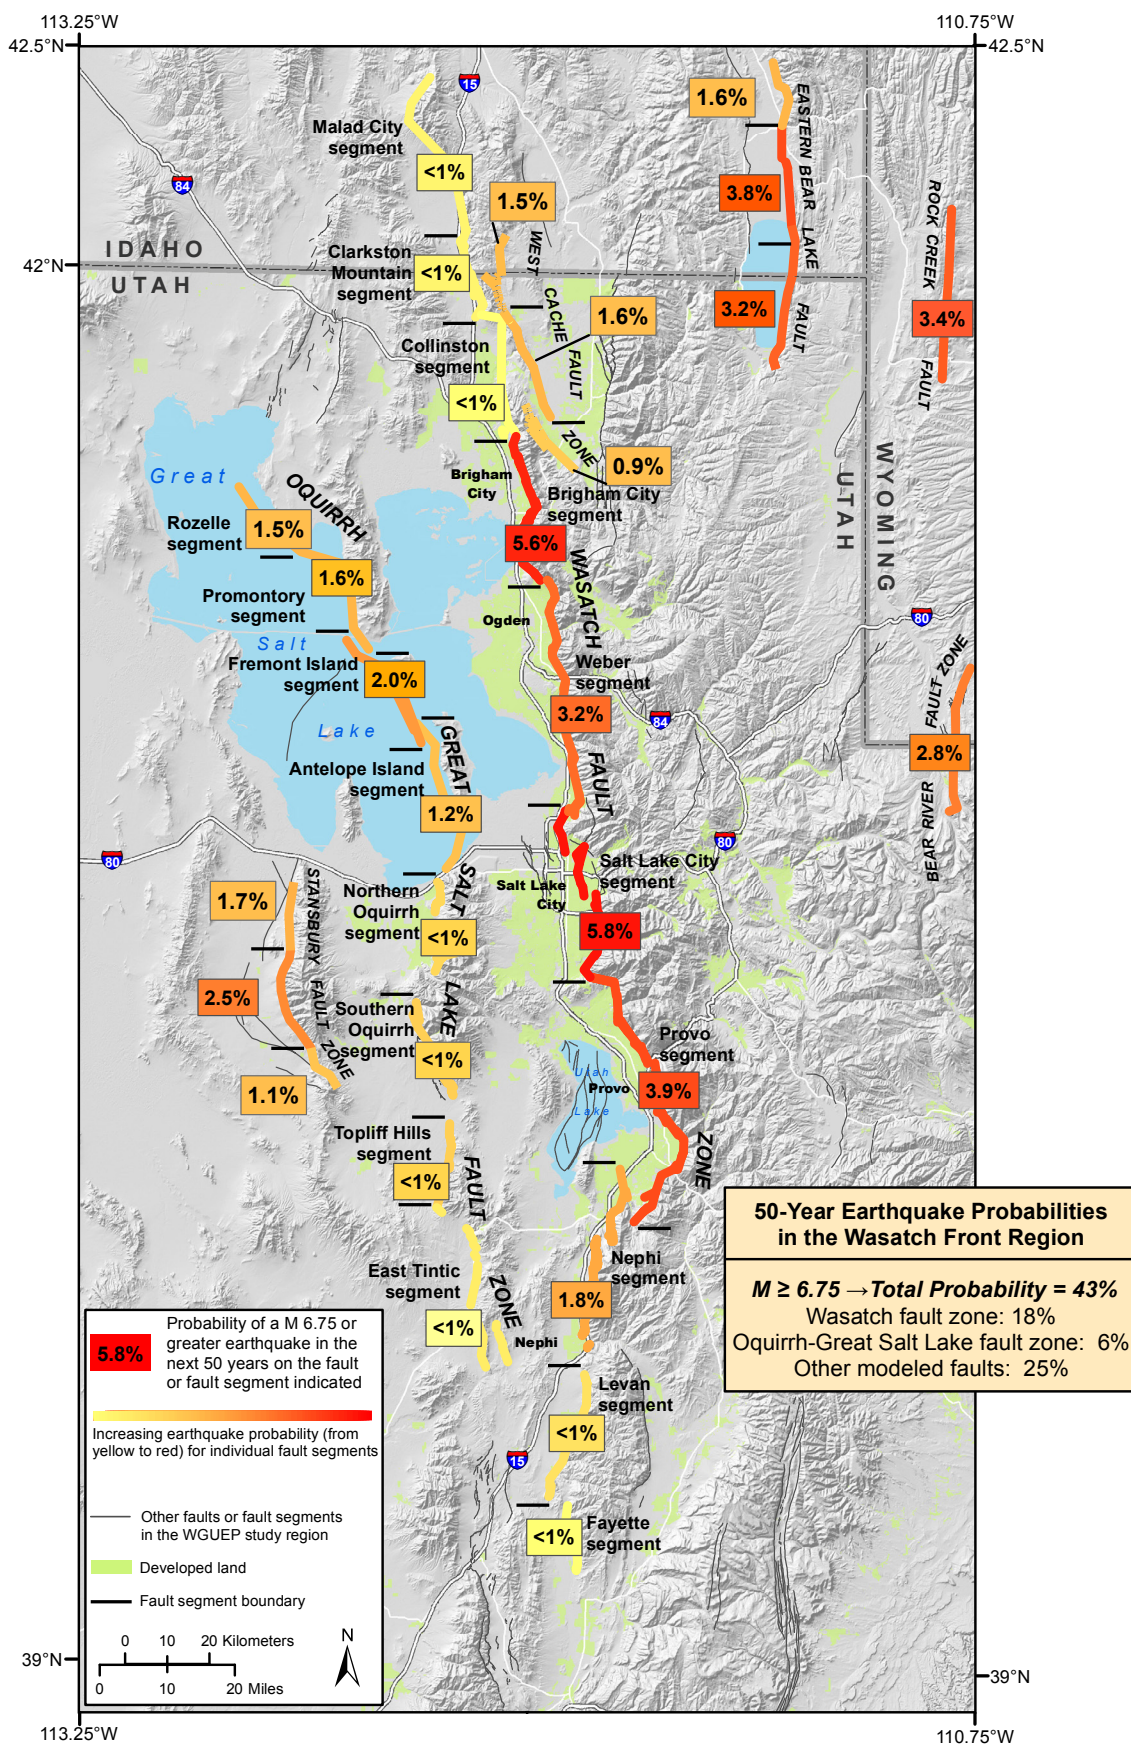 113.25°W
110.75°W
42.5°N
42.5°N
15
1.6%
EASTERN BEAR LAKE FAULT
Malad City
segment
84
<1%
3.8%
ROCK CREEK FAULT
1.5%
WEST CACHE FAULT ZONE
IDAHO
UTAH
42°N
42°N
Clarkston
Mountain
segment
<1%
3.2%
3.4%
1.6%
Collinston
segment
<1%
0.9%
UTAH
WYOMING
Brigham
City
Brigham City
segment
Great
Salt
Lake
OQUIRRH
GREAT
SALT
LAKE
FAULT
ZONE
Rozelle
segment
1.5%
5.6%
WASATCH
FAULT
ZONE
1.6%
Promontory
segment
Ogden
80
Fremont Island
segment
2.0%
Weber
segment
BEAR RIVER FAULT ZONE
3.2%
84
2.8%
Antelope Island
segment
1.2%
80
80
Salt Lake City
segment
Salt Lake
City
STANSBURY FAULT ZONE
1.7%
Northern
Oquirrh
segment
<1%
5.8%
2.5%
Southern
Oquirrh
segment
<1%
Provo
segment
Utah
Lake
Provo
3.9%
1.1%
Topliff Hills
segment
<1%
50-Year Earthquake Probabilities
in the Wasatch Front Region
M ≥ 6.75 →Total Probability = 43%
Wasatch fault zone: 18%
Oquirrh-Great Salt Lake fault zone: 6%
Other modeled faults: 25%
Nephi
segment
East Tintic
segment
1.8%
<1%
Nephi
Levan
segment
<1%
15
Fayette
segment
<1%
5.8%
Probability of a M 6.75 or
greater earthquake in the
next 50 years on the fault
or fault segment indicated
Increasing earthquake probability (from
yellow to red) for individual fault segments
Other faults or fault segments
in the WGUEP study region
Developed land
Fault segment boundary
0 10 20 Kilometers
0 10 20 Miles
N
39°N
39°N
113.25°W
110.75°W